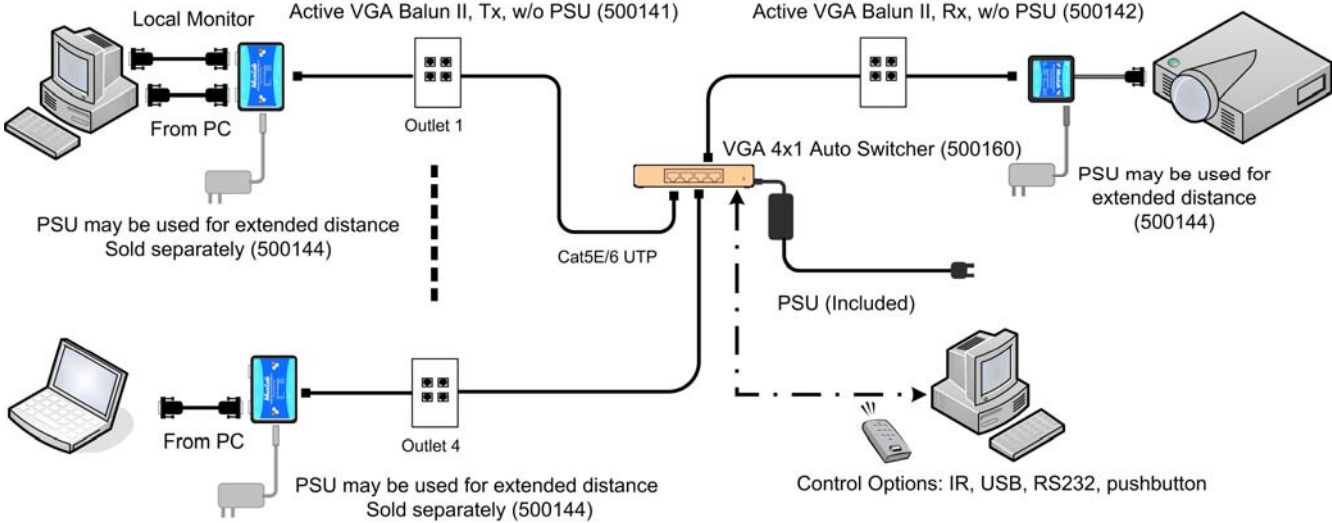 Active VGA Balun II, Tx, w/o PSU (500141)
Active VGA Balun II, Rx, w/o PSU (500142)
Local Monitor
From PC
Outlet 1
VGA 4x1 Auto Switcher (500160)
PSU may be used for extended distance
Sold separately (500144)
PSU may be used for
extended distance
(500144)
Cat5E/6 UTP
PSU (Included)
From PC
Outlet 4
PSU may be used for extended distance
Sold separately (500144)
Control Options: IR, USB, RS232, pushbutton